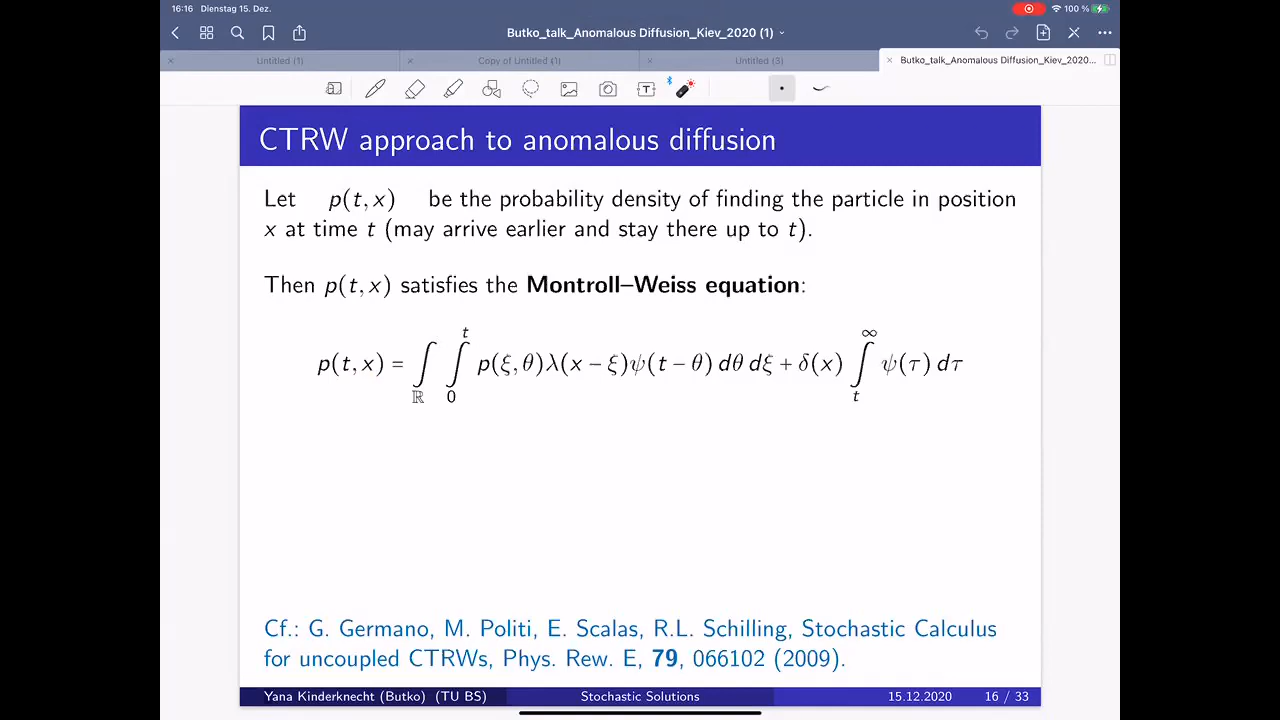 16:16 Dienstag 15. Dez.
100 %
Butko_talk_Anomalous Diffusion_Kiev_2020 (1)
Untitled (1)
Copy of Untitled (1)
Untitled (3)
Butko_talk_Anomalous Diffusion_Kiev_2020...
T
CTRW approach to anomalous diffusion
Let p(t, x) be the probability density of finding the particle in position
x at time t (may arrive earlier and stay there up to t).
Then p(t, x) satisfies the Montroll–Weiss equation:
p(t, x) = ∫_ℝ ∫_0^t p(ξ, θ)λ(x − ξ)ψ(t − θ) dθ dξ + δ(x) ∫_t^∞ ψ(τ) dτ
Cf.: G. Germano, M. Politi, E. Scalas, R.L. Schilling, Stochastic Calculus
for uncoupled CTRWs, Phys. Rew. E, 79, 066102 (2009).
Yana Kinderknecht (Butko) (TU BS) Stochastic Solutions 15.12.2020 16 / 33